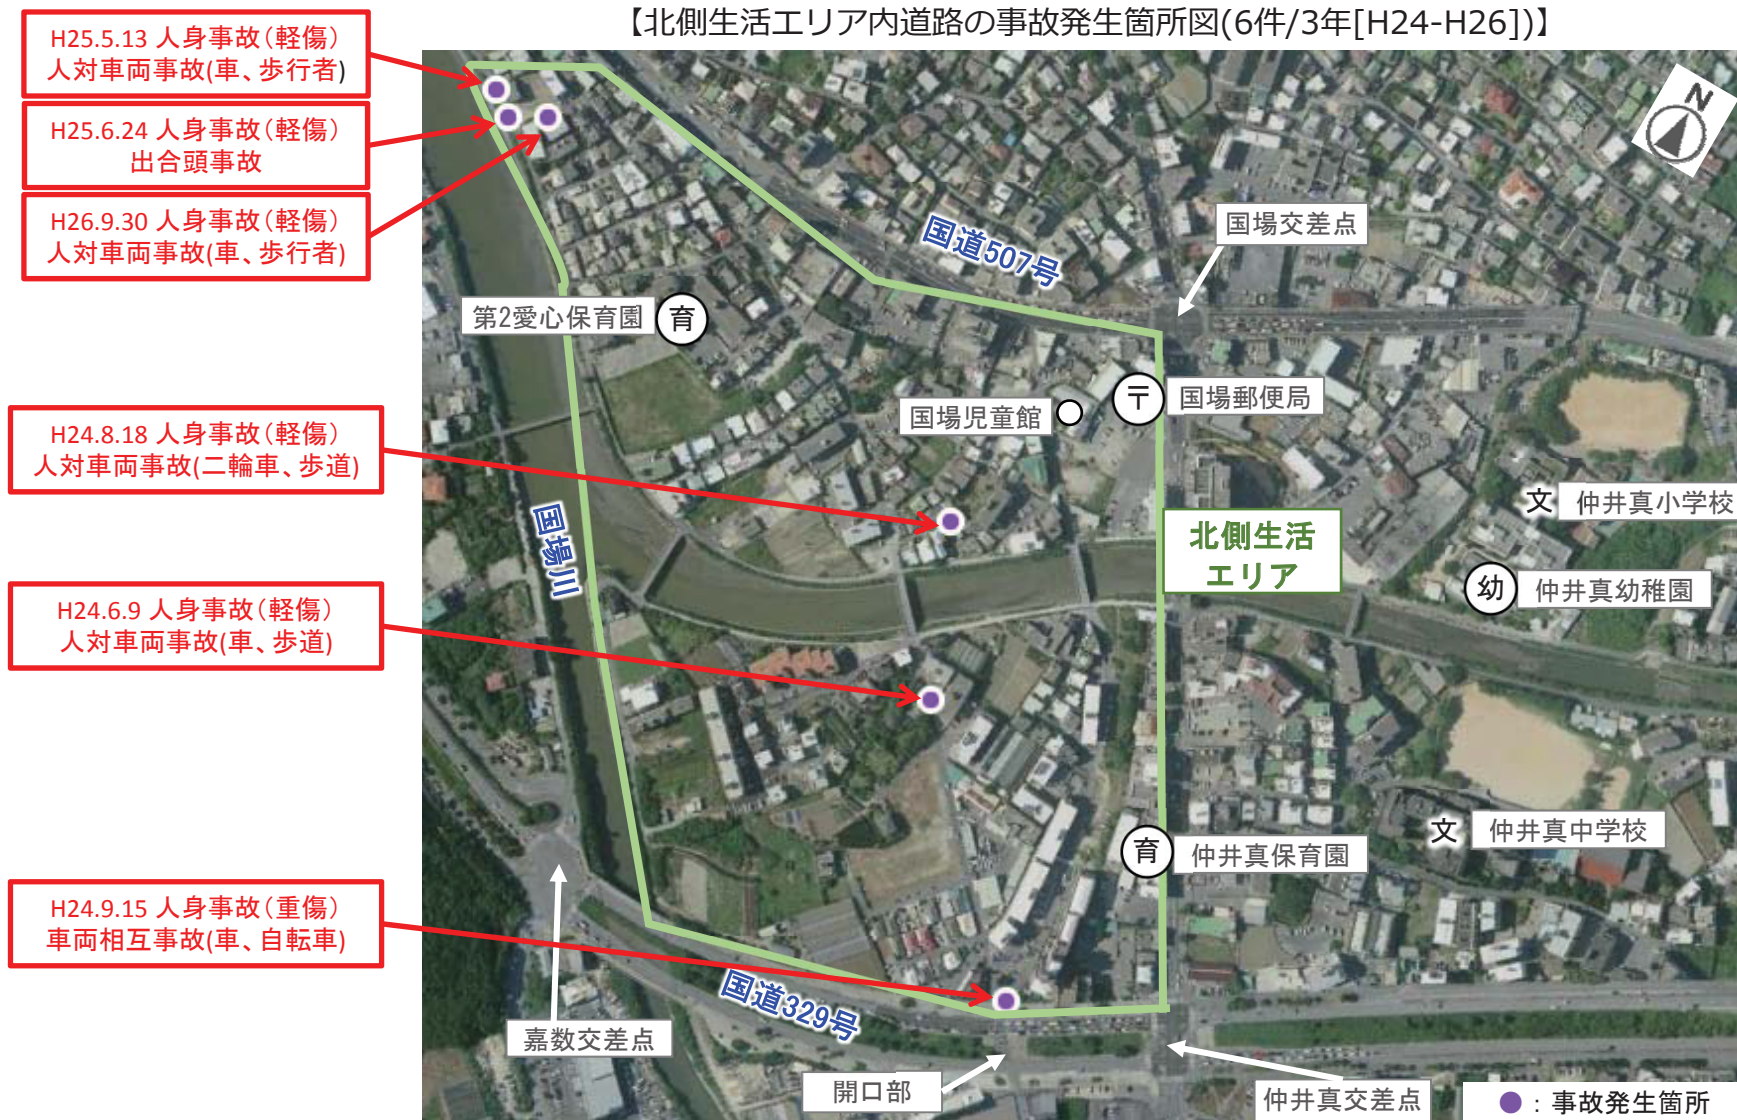 【北側生活エリア内道路の事故発生箇所図(6件/3年[H24-H26])】
H25.5.13 人身事故（軽傷）
人対車両事故(車、歩行者)
H25.6.24 人身事故（軽傷）
出合頭事故
H26.9.30 人身事故（軽傷）
人対車両事故(車、歩行者)
N
国道507号
国場交差点
第2愛心保育園
育
国場児童館
〒
国場郵便局
H24.8.18 人身事故（軽傷）
人対車両事故(二輪車、歩道)
文 仲井真小学校
国場川
北側生活
エリア
幼 仲井真幼稚園
H24.6.9 人身事故（軽傷）
人対車両事故(車、歩道)
文 仲井真中学校
育 仲井真保育園
H24.9.15 人身事故（重傷）
車両相互事故(車、自転車)
国道329号
嘉数交差点
開口部
仲井真交差点
：事故発生箇所